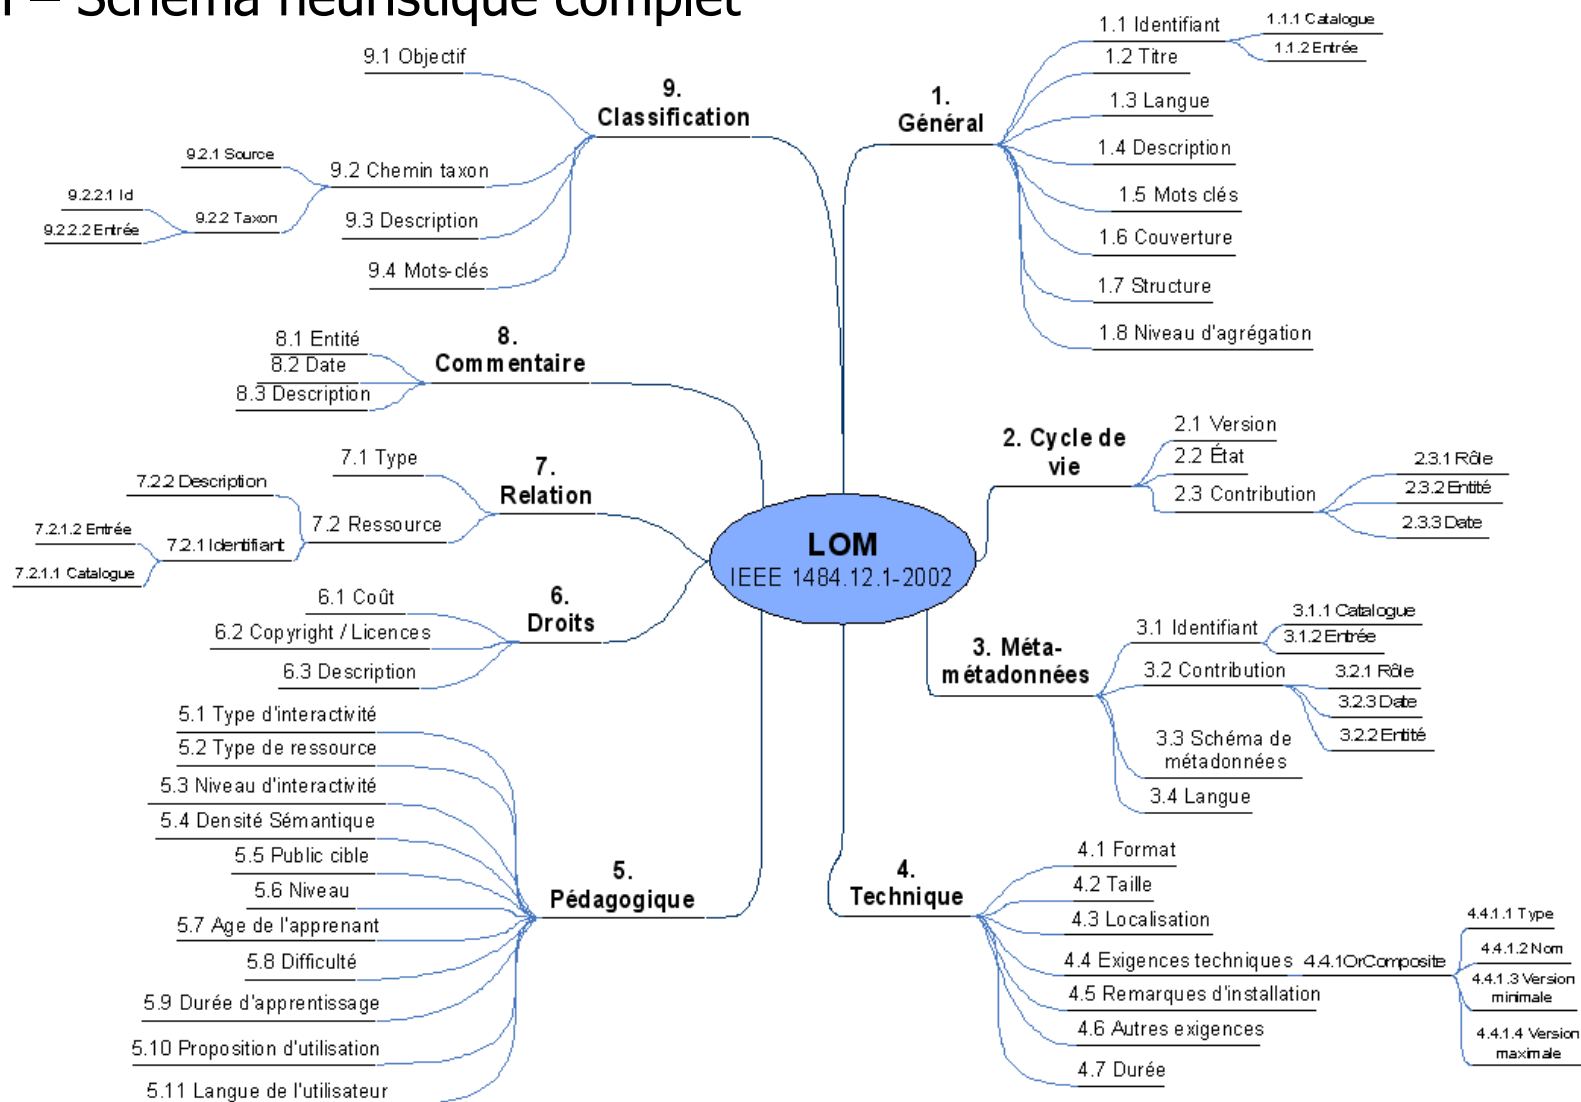 – Schéma heuristique complet
LOM
IEEE 1484.12.1-2002
1.
Général
1.1 Identifiant
1.1.1 Catalogue
1.1.2 Entrée
1.2 Titre
1.3 Langue
1.4 Description
1.5 Mots clés
1.6 Couverture
1.7 Structure
1.8 Niveau d'agrégation
2. Cycle de
vie
2.1 Version
2.2 État
2.3 Contribution
2.3.1 Rôle
2.3.2 Entité
2.3.3 Date
3. Méta-
métadonnées
3.1 Identifiant
3.1.1 Catalogue
3.1.2 Entrée
3.2 Contribution
3.2.1 Rôle
3.2.3 Date
3.2.2 Entité
3.3 Schéma de
métadonnées
3.4 Langue
4.
Technique
4.1 Format
4.2 Taille
4.3 Localisation
4.4 Exigences techniques
4.4.1OrComposite
4.4.1.1 Type
4.4.1.2 Nom
4.4.1.3 Version
minimale
4.4.1.4 Version
maximale
4.5 Remarques d'installation
4.6 Autres exigences
4.7 Durée
5.
Pédagogique
5.1 Type d'interactivité
5.2 Type de ressource
5.3 Niveau d'interactivité
5.4 Densité Sémantique
5.5 Public cible
5.6 Niveau
5.7 Age de l'apprenant
5.8 Difficulté
5.9 Durée d'apprentissage
5.10 Proposition d'utilisation
5.11 Langue de l'utilisateur
6.
Droits
6.1 Coût
6.2 Copyright / Licences
6.3 Description
7.
Relation
7.1 Type
7.2 Ressource
7.2.2 Description
7.2.1 Identifiant
7.2.1.2 Entrée
7.2.1.1 Catalogue
8.
Commentaire
8.1 Entité
8.2 Date
8.3 Description
9.
Classification
9.1 Objectif
9.2 Chemin taxon
9.2.1 Source
9.2.2 Taxon
9.2.2.1 Id
9.2.2.2 Entrée
9.3 Description
9.4 Mots-clés